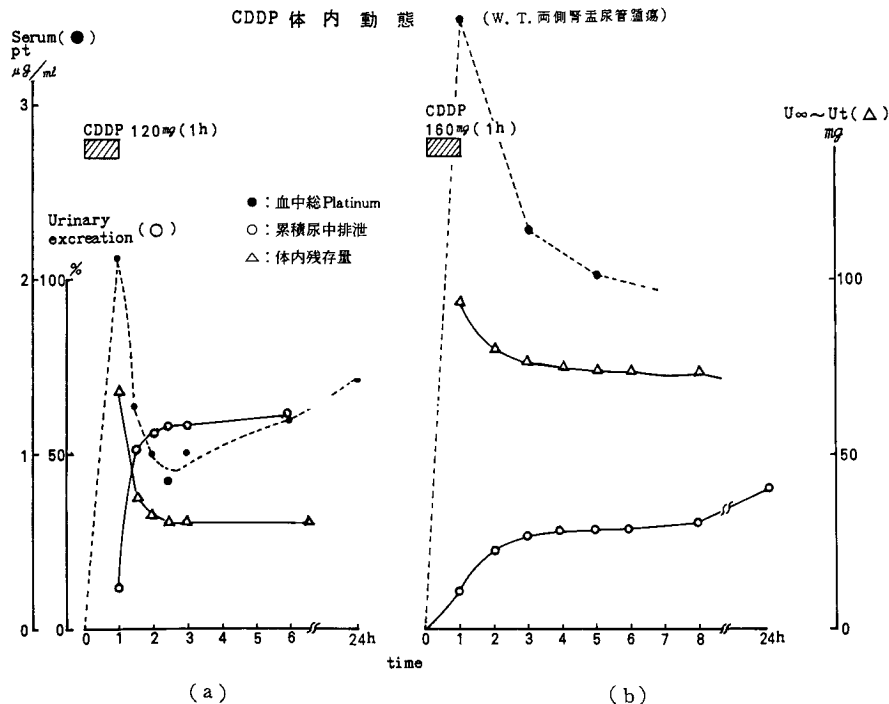 CDDP 体内動態 (W. T. 両側腎盂尿管腫瘍)
Serum(●)
pt
μg/ml
3
2
1
0
CDDP 120mg(1h)
Urinary
excreation (○)
%
100
50
0
●：血中総Platinum
○：累積尿中排泄
△：体内残存量
0 1 2 3 4 5 6 24h
(a)
CDDP
160mg(1h)
0 1 2 3 4 5 6 7 8 24h
(b)
time
U∞~Ut(△)
mg
100
50
0